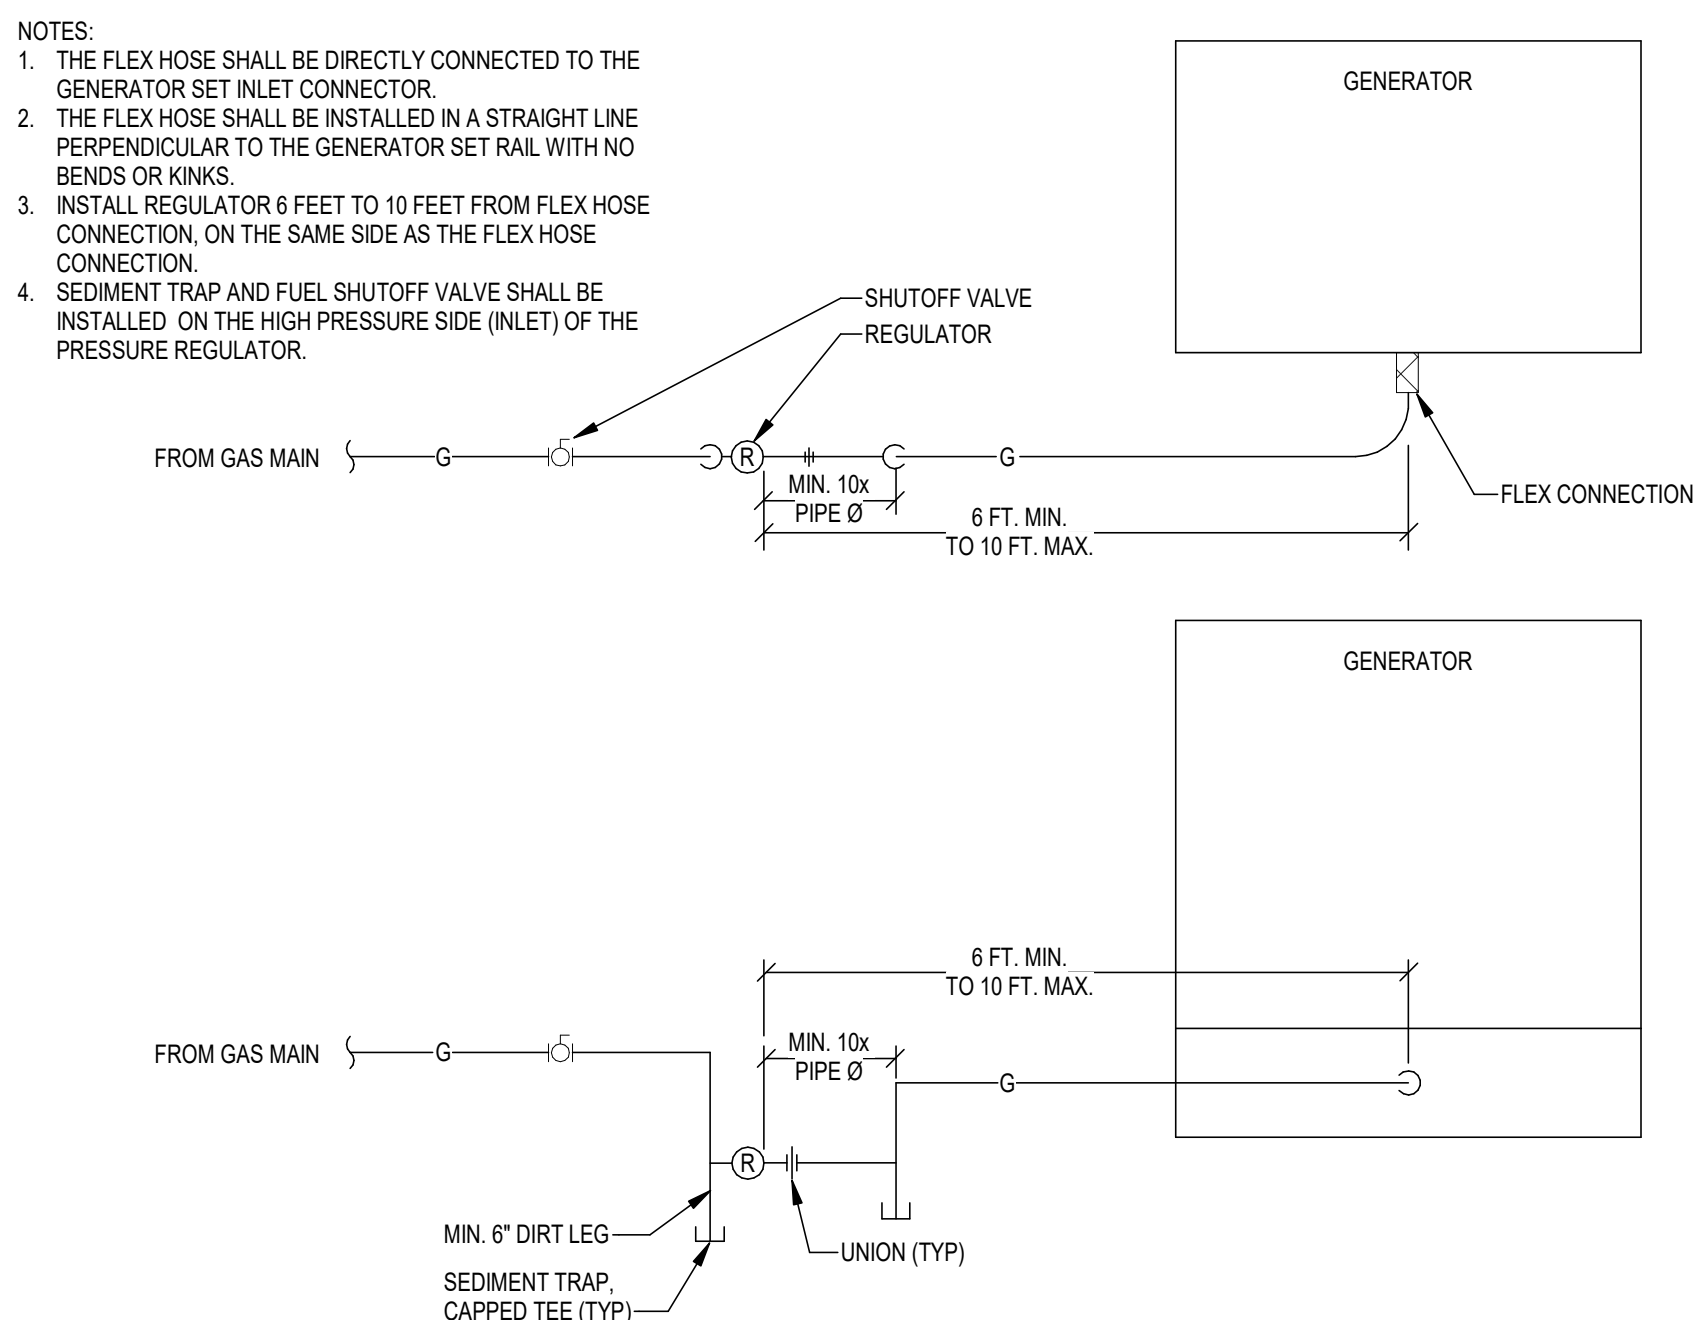 NOTES:
1. THE FLEX HOSE SHALL BE DIRECTLY CONNECTED TO THE
GENERATOR SET INLET CONNECTOR.
2. THE FLEX HOSE SHALL BE INSTALLED IN A STRAIGHT LINE
PERPENDICULAR TO THE GENERATOR SET RAIL WITH NO
BENDS OR KINKS.
3. INSTALL REGULATOR 6 FEET TO 10 FEET FROM FLEX HOSE
CONNECTION, ON THE SAME SIDE AS THE FLEX HOSE
CONNECTION.
4. SEDIMENT TRAP AND FUEL SHUTOFF VALVE SHALL BE
INSTALLED ON THE HIGH PRESSURE SIDE (INLET) OF THE
PRESSURE REGULATOR.
GENERATOR
SHUTOFF VALVE
REGULATOR
FROM GAS MAIN
G
R
G
MIN. 10x
PIPE Ø
6 FT. MIN.
TO 10 FT. MAX.
FLEX CONNECTION
GENERATOR
6 FT. MIN.
TO 10 FT. MAX.
FROM GAS MAIN
G
MIN. 10x
PIPE Ø
G
R
MIN. 6" DIRT LEG
UNION (TYP)
SEDIMENT TRAP,
CAPPED TEE (TYP)